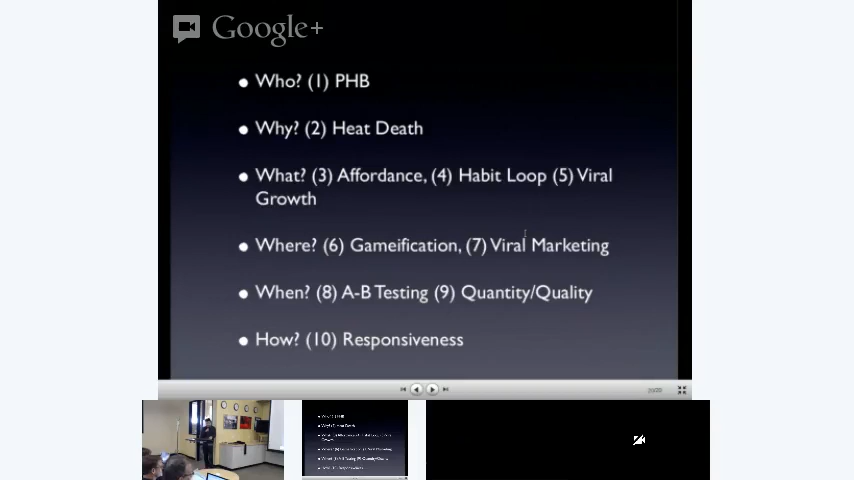 Google+
Who? (1) PHB
Why? (2) Heat Death
What? (3) Affordance, (4) Habit Loop (5) Viral
Growth
Where? (6) Gameification, (7) Viral Marketing
When? (8) A-B Testing (9) Quantity/Quality
How? (10) Responsiveness